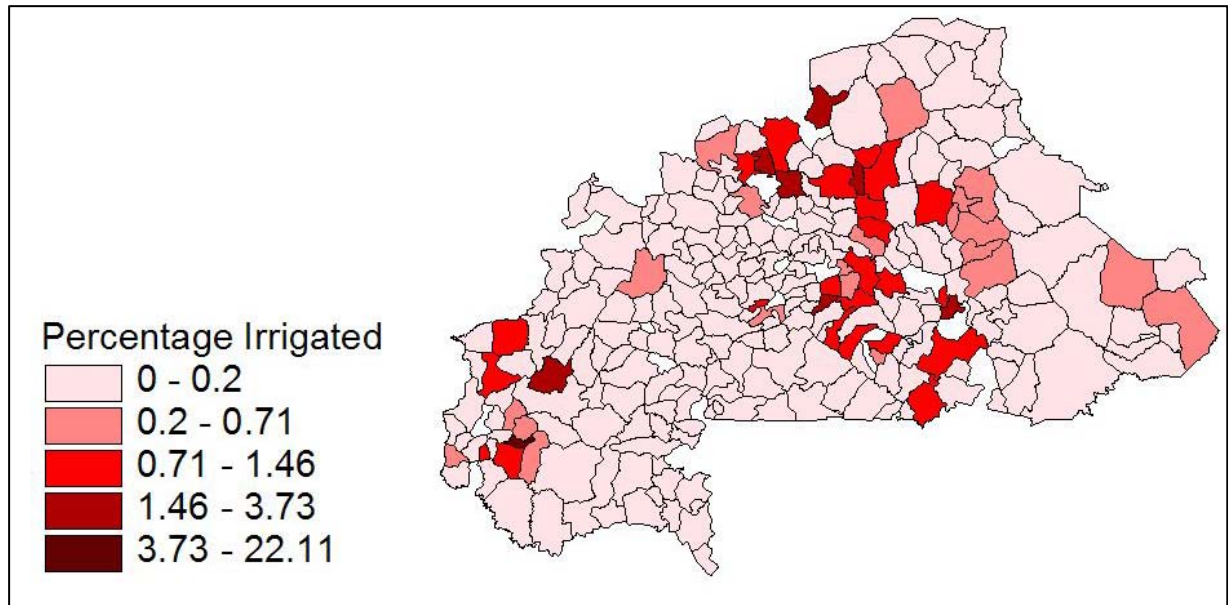 Percentage Irrigated
0 - 0.2
0.2 - 0.71
0.71 - 1.46
1.46 - 3.73
3.73 - 22.11